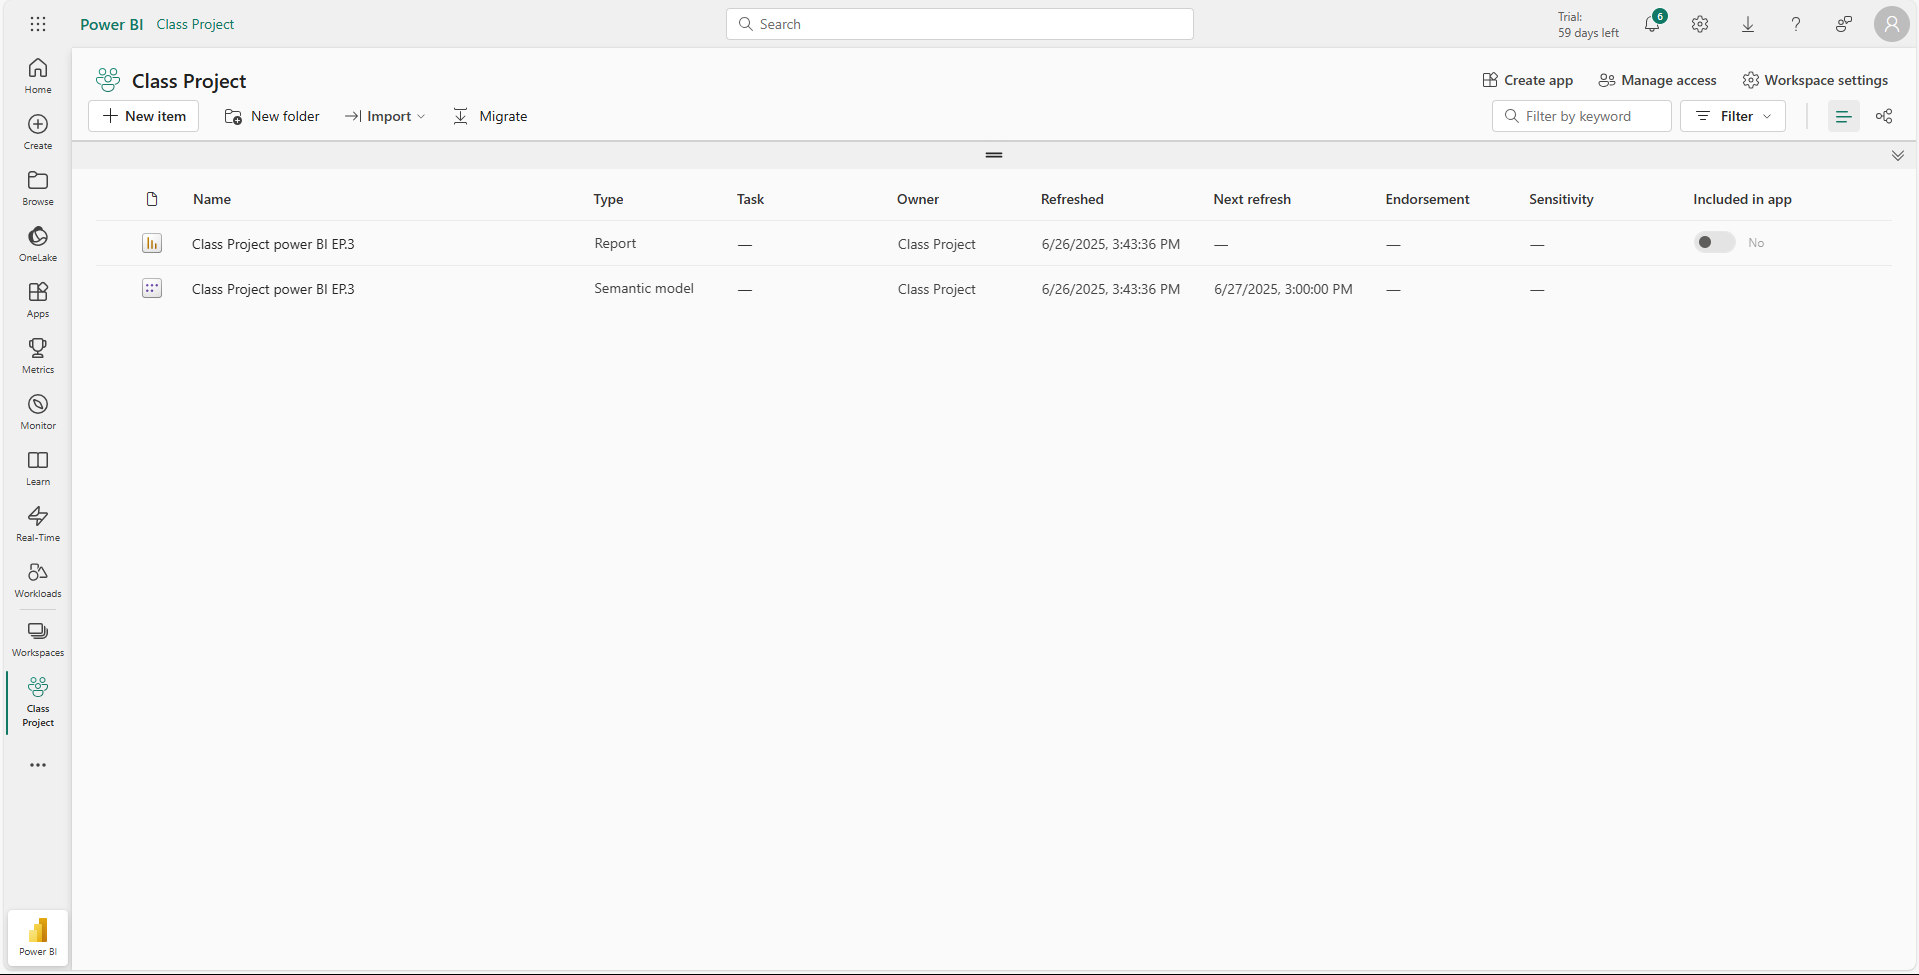 Power BI Class Project
Search
Trial:
59 days left
6
Home
Create
Browse
OneLake
Apps
Metrics
Monitor
Learn
Real-Time
Workloads
Workspaces
Class
Project
Power BI
Class Project
Create app Manage access Workspace settings
New item New folder Import Migrate
Filter by keyword Filter
Name Type Task Owner Refreshed Next refresh Endorsement Sensitivity Included in app
Class Project power BI EP.3 Report — Class Project 6/26/2025, 3:43:36 PM — — — No
Class Project power BI EP.3 Semantic model — Class Project 6/26/2025, 3:43:36 PM 6/27/2025, 3:00:00 PM — —